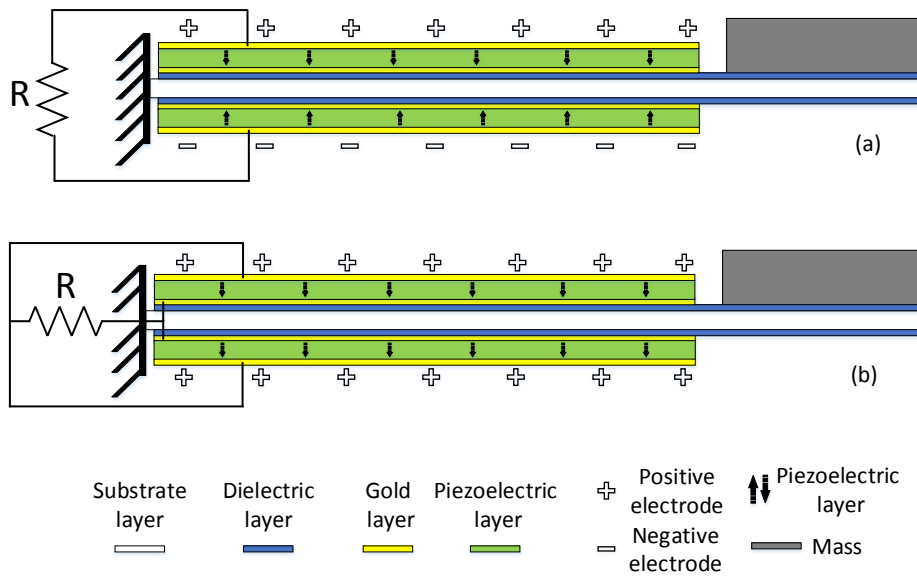 R
(a)
R
(b)
Substrate
layer
Dielectric
layer
Gold
layer
Piezoelectric
layer
Positive
electrode
Negative
electrode
Piezoelectric
layer
Mass